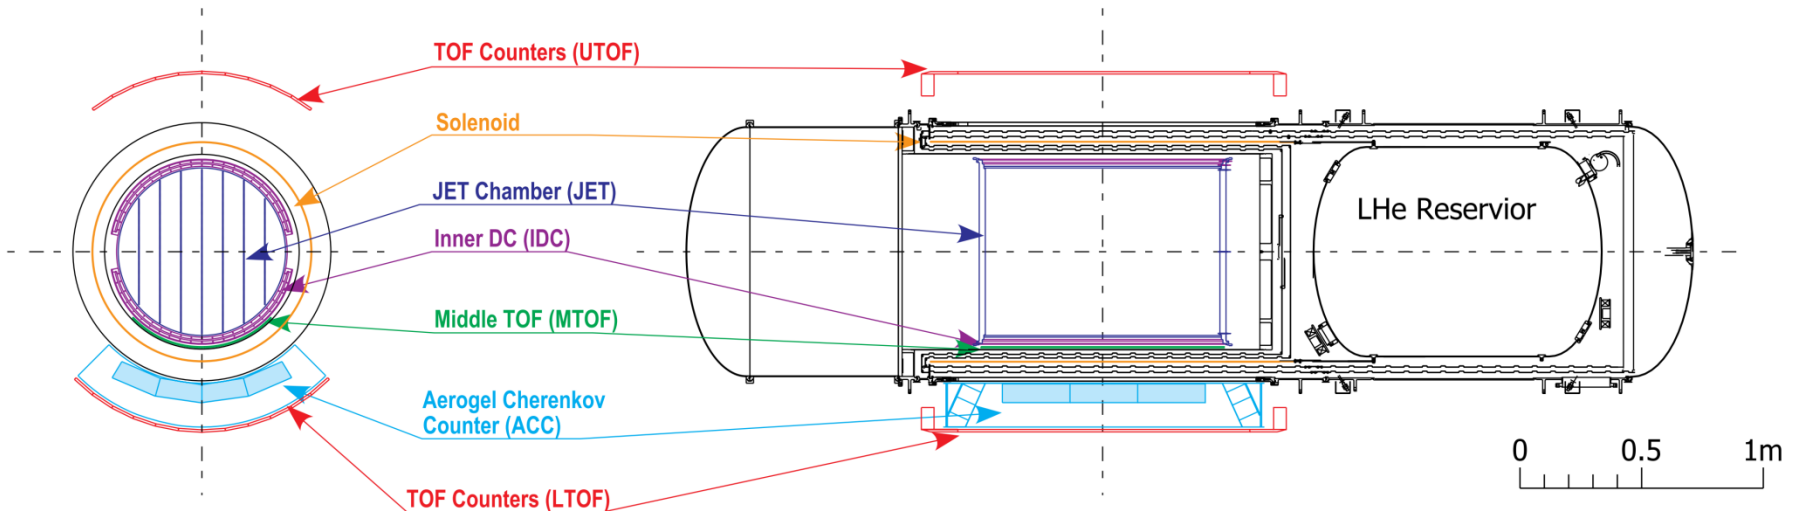 TOF Counters (UTOF)
Solenoid
JET Chamber (JET)
Inner DC (IDC)
Middle TOF (MTOF)
Aerogel Cherenkov
Counter (ACC)
TOF Counters (LTOF)
LHe Reservior
0 0.5 1m